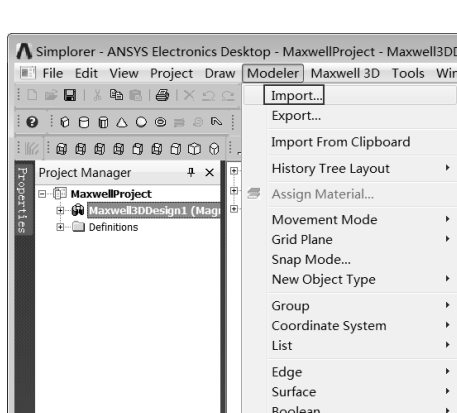 Simplorer - ANSYS Electronics Desktop - MaxwellProject - Maxwell3D
File Edit View Project Draw Modeler Maxwell 3D Tools Win
Import...
Export...
Import From Clipboard
Properties
Project Manager
History Tree Layout
MaxwellProject
Assign Material...
Maxwell3DDesign1 (Mag
Movement Mode
Definitions
Grid Plane
Snap Mode...
New Object Type
Group
Coordinate System
List
Edge
Surface
Boolean